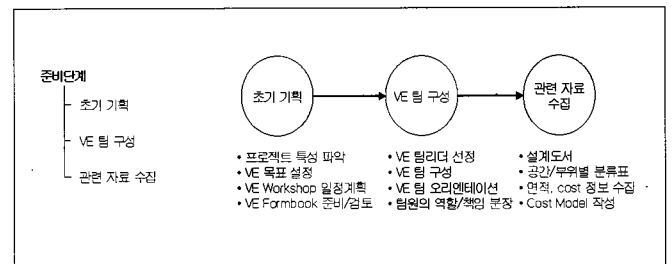 준비단계
초기 기획
VE 팀 구성
관련 자료 수집
초기 기획
VE 팀 구성
관련 자료
수집
• 프로젝트 특성 파악
• VE 목표 설정
• VE Workshop 일정계획
• VE Formbook 준비/검토
• VE 팀리더 선정
• VE 팀 구성
• VE 팀 오리엔테이션
• 팀원의 역할/책임 분장
• 설계도서
• 공간/부위별 분류표
• 면적, cost 정보 수집
• Cost Model 작성